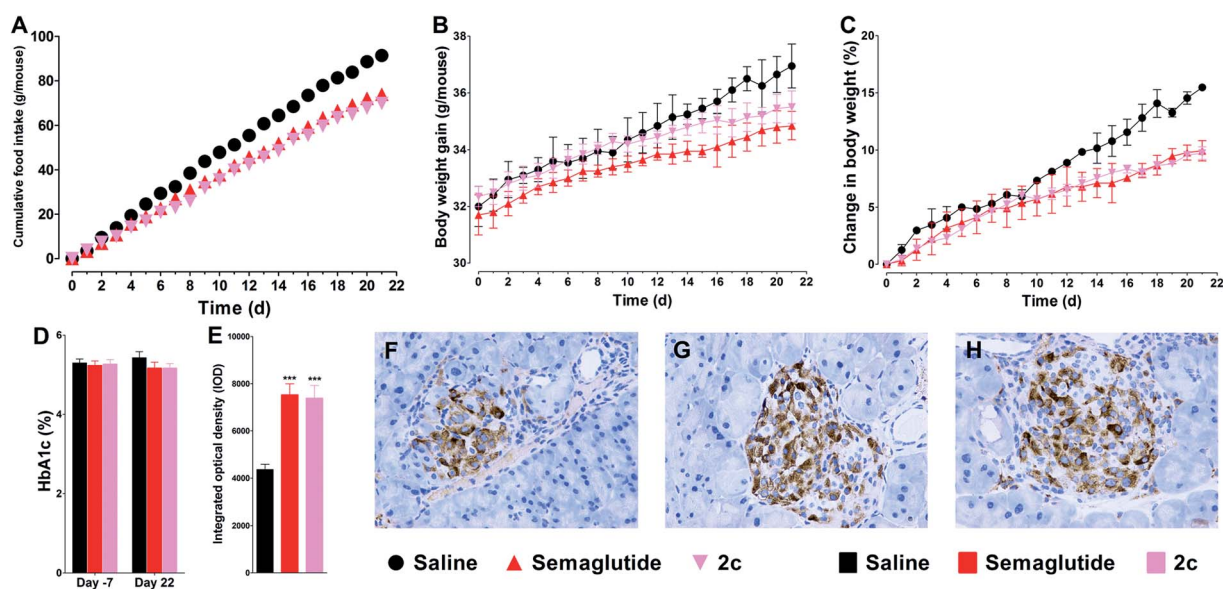 A
Cumulative food intake (g/mouse)
100
80
60
40
20
0
0 2 4 6 8 10 12 14 16 18 20 22
Time (d)
B
Body weight gain (g/mouse)
38
36
34
32
30
0 2 4 6 8 10 12 14 16 18 20 22
Time (d)
C
Change in body weight (%)
20
15
10
5
0
0 2 4 6 8 10 12 14 16 18 20 22
Time (d)
D
HbA1c (%)
6
4
2
0
Day -7 Day 22
E
Integrated optical density (IOD)
10000
8000
6000
4000
2000
0
*** ***
F
G
H
Saline Semaglutide 2c
Saline Semaglutide 2c